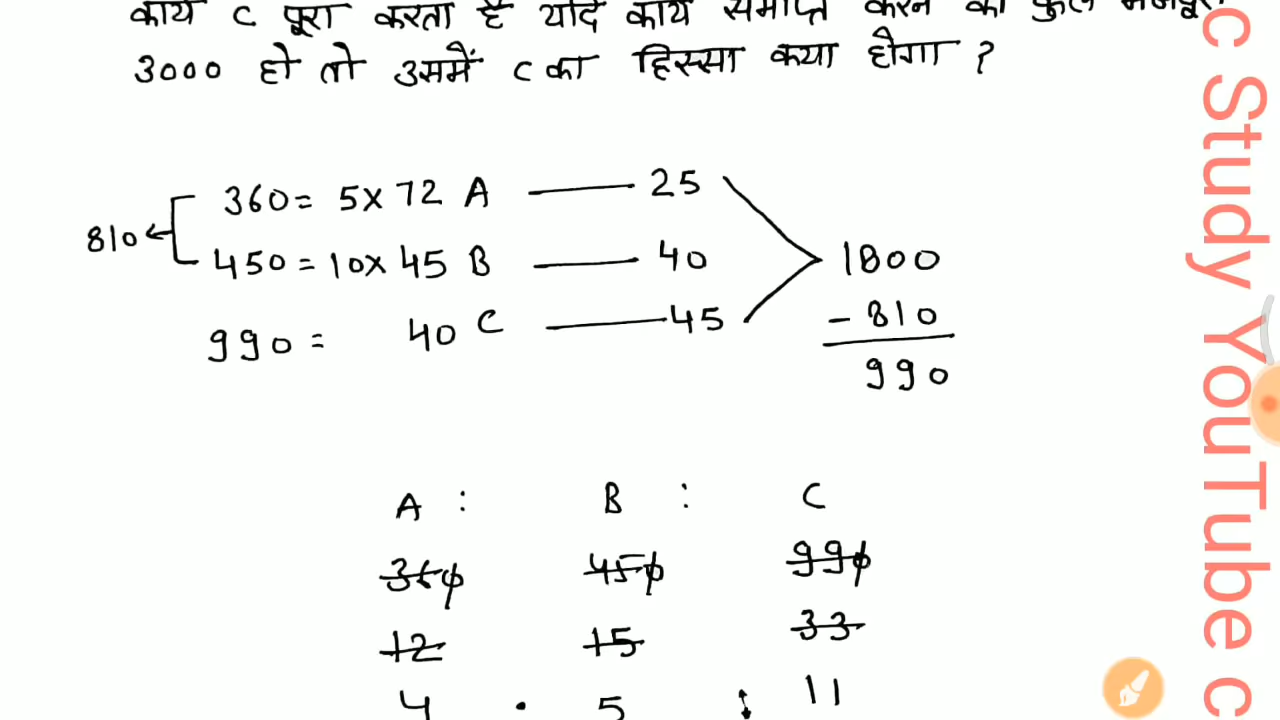 कार्य C पूरा करता है यदि कार्य समाप्त करने की कुल मजदूरी
3000 हो तो उसमें C का हिस्सा क्या होगा ?
360 = 5 x 72 A — 25
810 ←
450 = 10 x 45 B — 40
1800
990 = 40 C — 45
- 810
990
A : B : C
360 450 990
12 15 33
4 : 5 : 11
c Study YouTube c